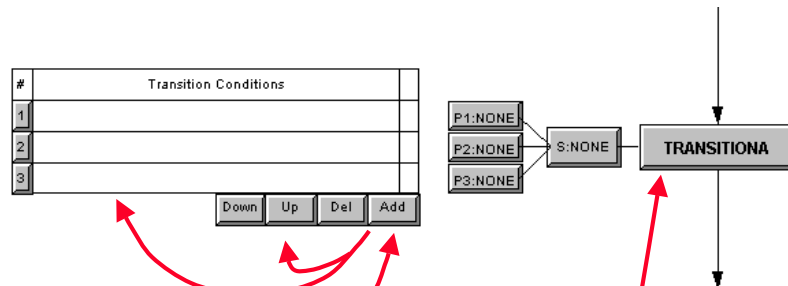 # Transition Conditions
1
2
3
Down Up Del Add
P1:NONE
P2:NONE
P3:NONE
S:NONE
TRANSITIONA